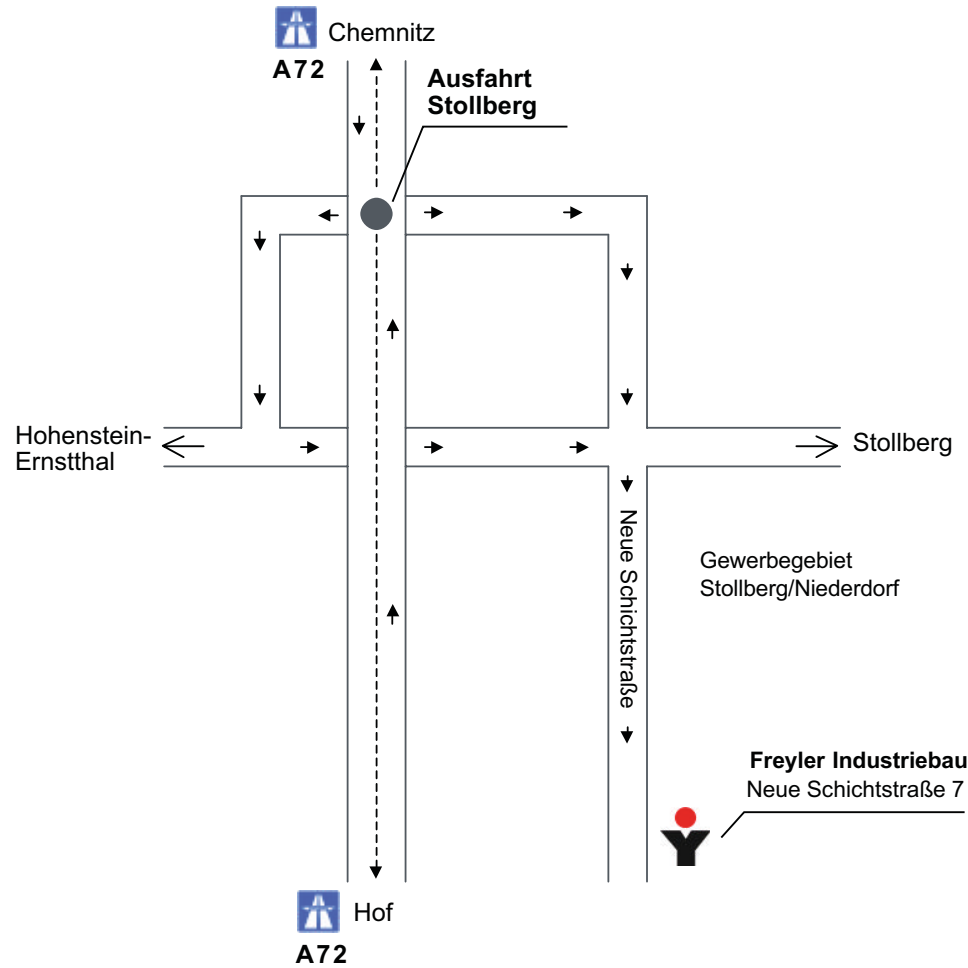 Chemnitz
A72
Ausfahrt
Stollberg
Hohenstein-
Ernstthal
Stollberg
Neue Schichtstraße
Gewerbegebiet
Stollberg/Niederdorf
Freyler Industriebau
Neue Schichtstraße 7
Hof
A72